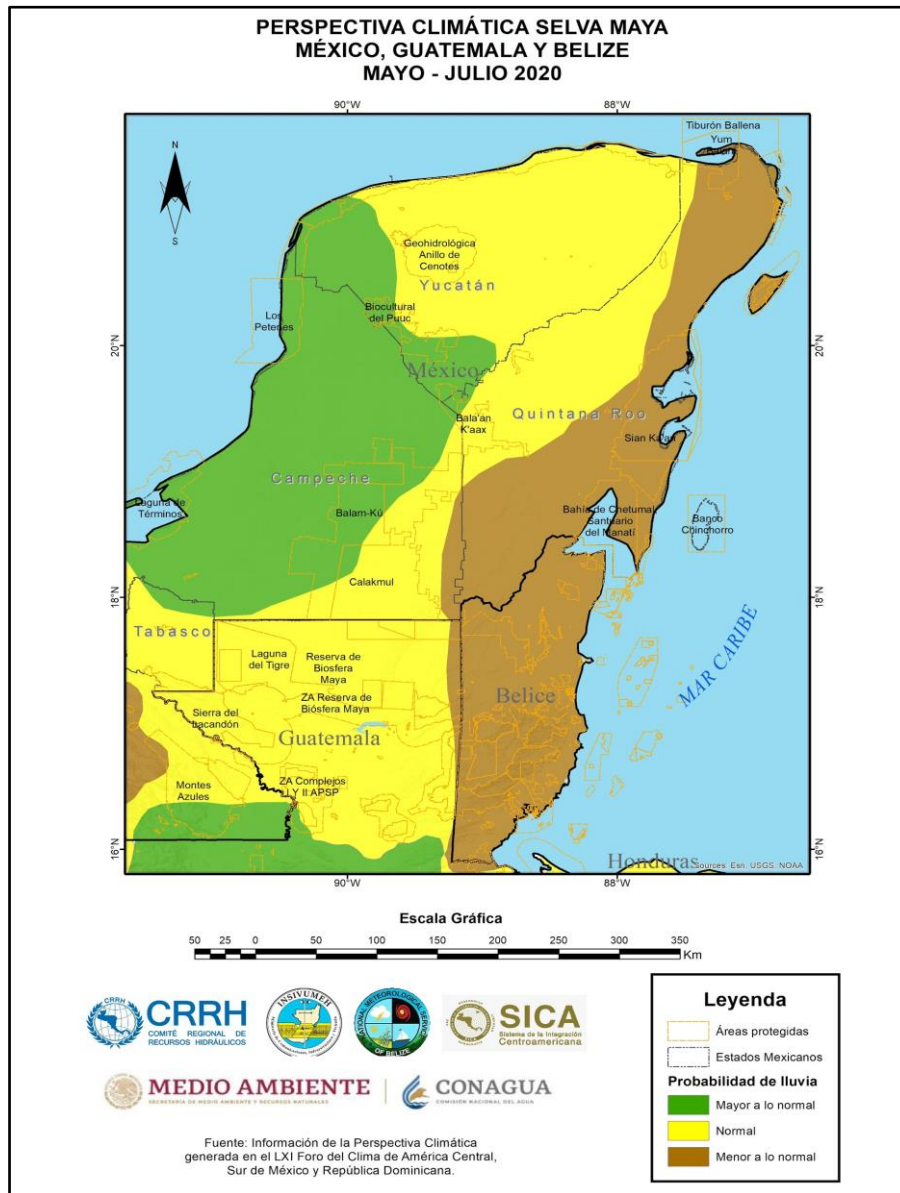 PERSPECTIVA CLIMÁTICA SELVA MAYA
MÉXICO, GUATEMALA Y BELIZE
MAYO - JULIO 2020
90°W
88°W
N
S
Tiburón Ballena
Yum
Geohidrológica
Anillo de
Cenotes
Yucatán
Los
Petenes
Biocultural
del Puuc
20°N
20°N
México
Bala'an
K'aax
Quintana Roo
Sian Ka'an
Campeche
Laguna de
Términos
Balam-Kú
Bahía de Chetumal
Santuario
del Manatí
Banco
Chinchorro
Calakmul
18°N
18°N
Tabasco
MAR CARIBE
Laguna
del Tigre
Reserva de
Biosfera
Maya
ZA Reserva de
Biósfera Maya
Belice
Sierra del
Lacandón
Guatemala
Montes
Azules
ZA Complejos
I,Y II APSP
16°N
16°N
Honduras
Sources: Esri, USGS, NOAA
90°W
88°W
Escala Gráfica
50 25 0 50 100 150 200 250 300 350
Km
CRRH
COMITÉ REGIONAL DE
RECURSOS HIDRÁULICOS
INSIVUMEH
NATIONAL METEOROLOGICAL SERVICE
OF BELIZE
SICA
Sistema de la Integración
Centroamericana
MEDIO AMBIENTE
SECRETARÍA DE MEDIO AMBIENTE Y RECURSOS NATURALES
CONAGUA
COMISIÓN NACIONAL DEL AGUA
Fuente: Información de la Perspectiva Climática
generada en el LXI Foro del Clima de América Central,
Sur de México y República Dominicana.
Leyenda
Áreas protegidas
Estados Mexicanos
Probabilidad de lluvia
Mayor a lo normal
Normal
Menor a lo normal